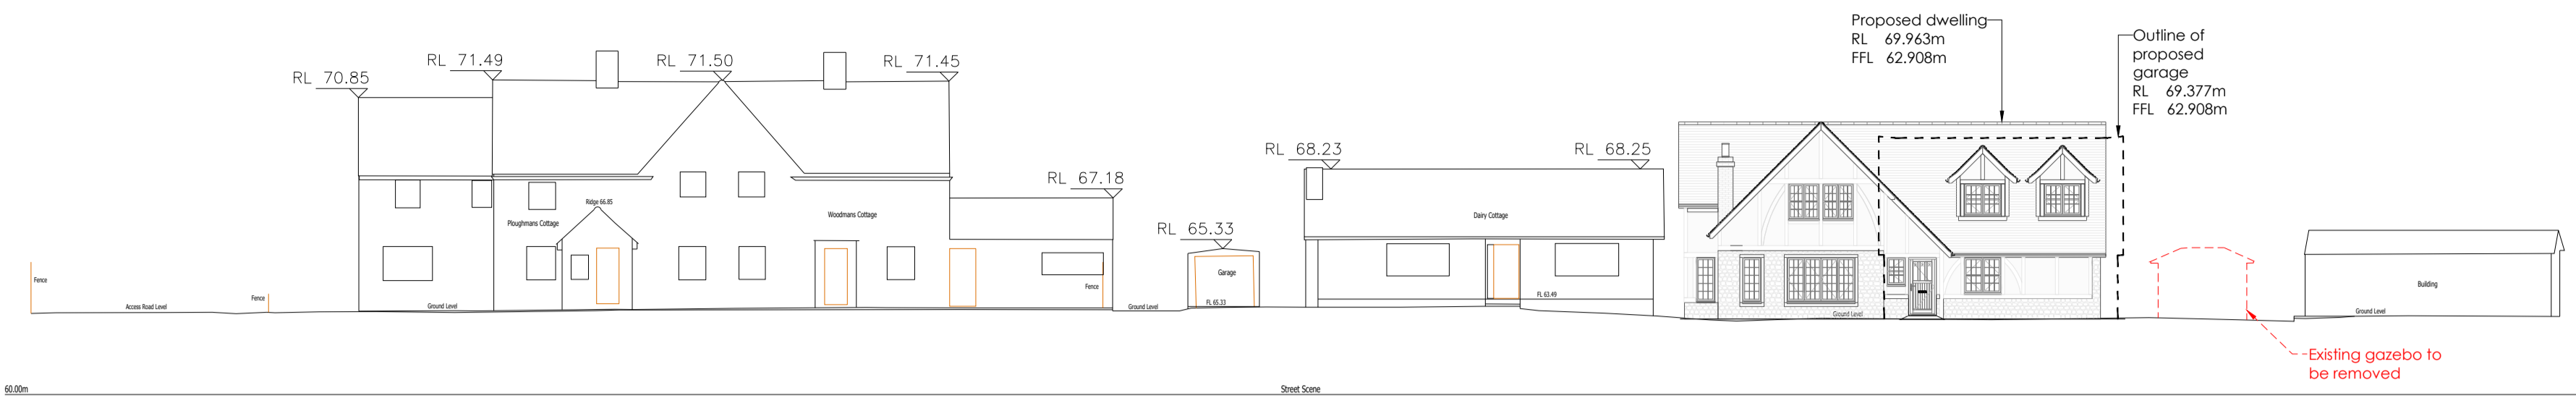 RL 70.85
RL 71.49
RL 71.50
RL 71.45
RL 67.18
RL 65.33
RL 68.23
RL 68.25
Proposed dwelling
RL 69.963m
FFL 62.908m
Outline of
proposed
garage
RL 69.377m
FFL 62.908m
Fence
Access Road Level
Fence
Ground Level
Ploughmans Cottage
Ridge 66.85
Woodmans Cottage
Fence
Ground Level
Garage
FL 65.33
Dairy Cottage
FL 63.49
Ground Level
Building
Ground Level
Existing gazebo to
be removed
60.00m
Street Scene